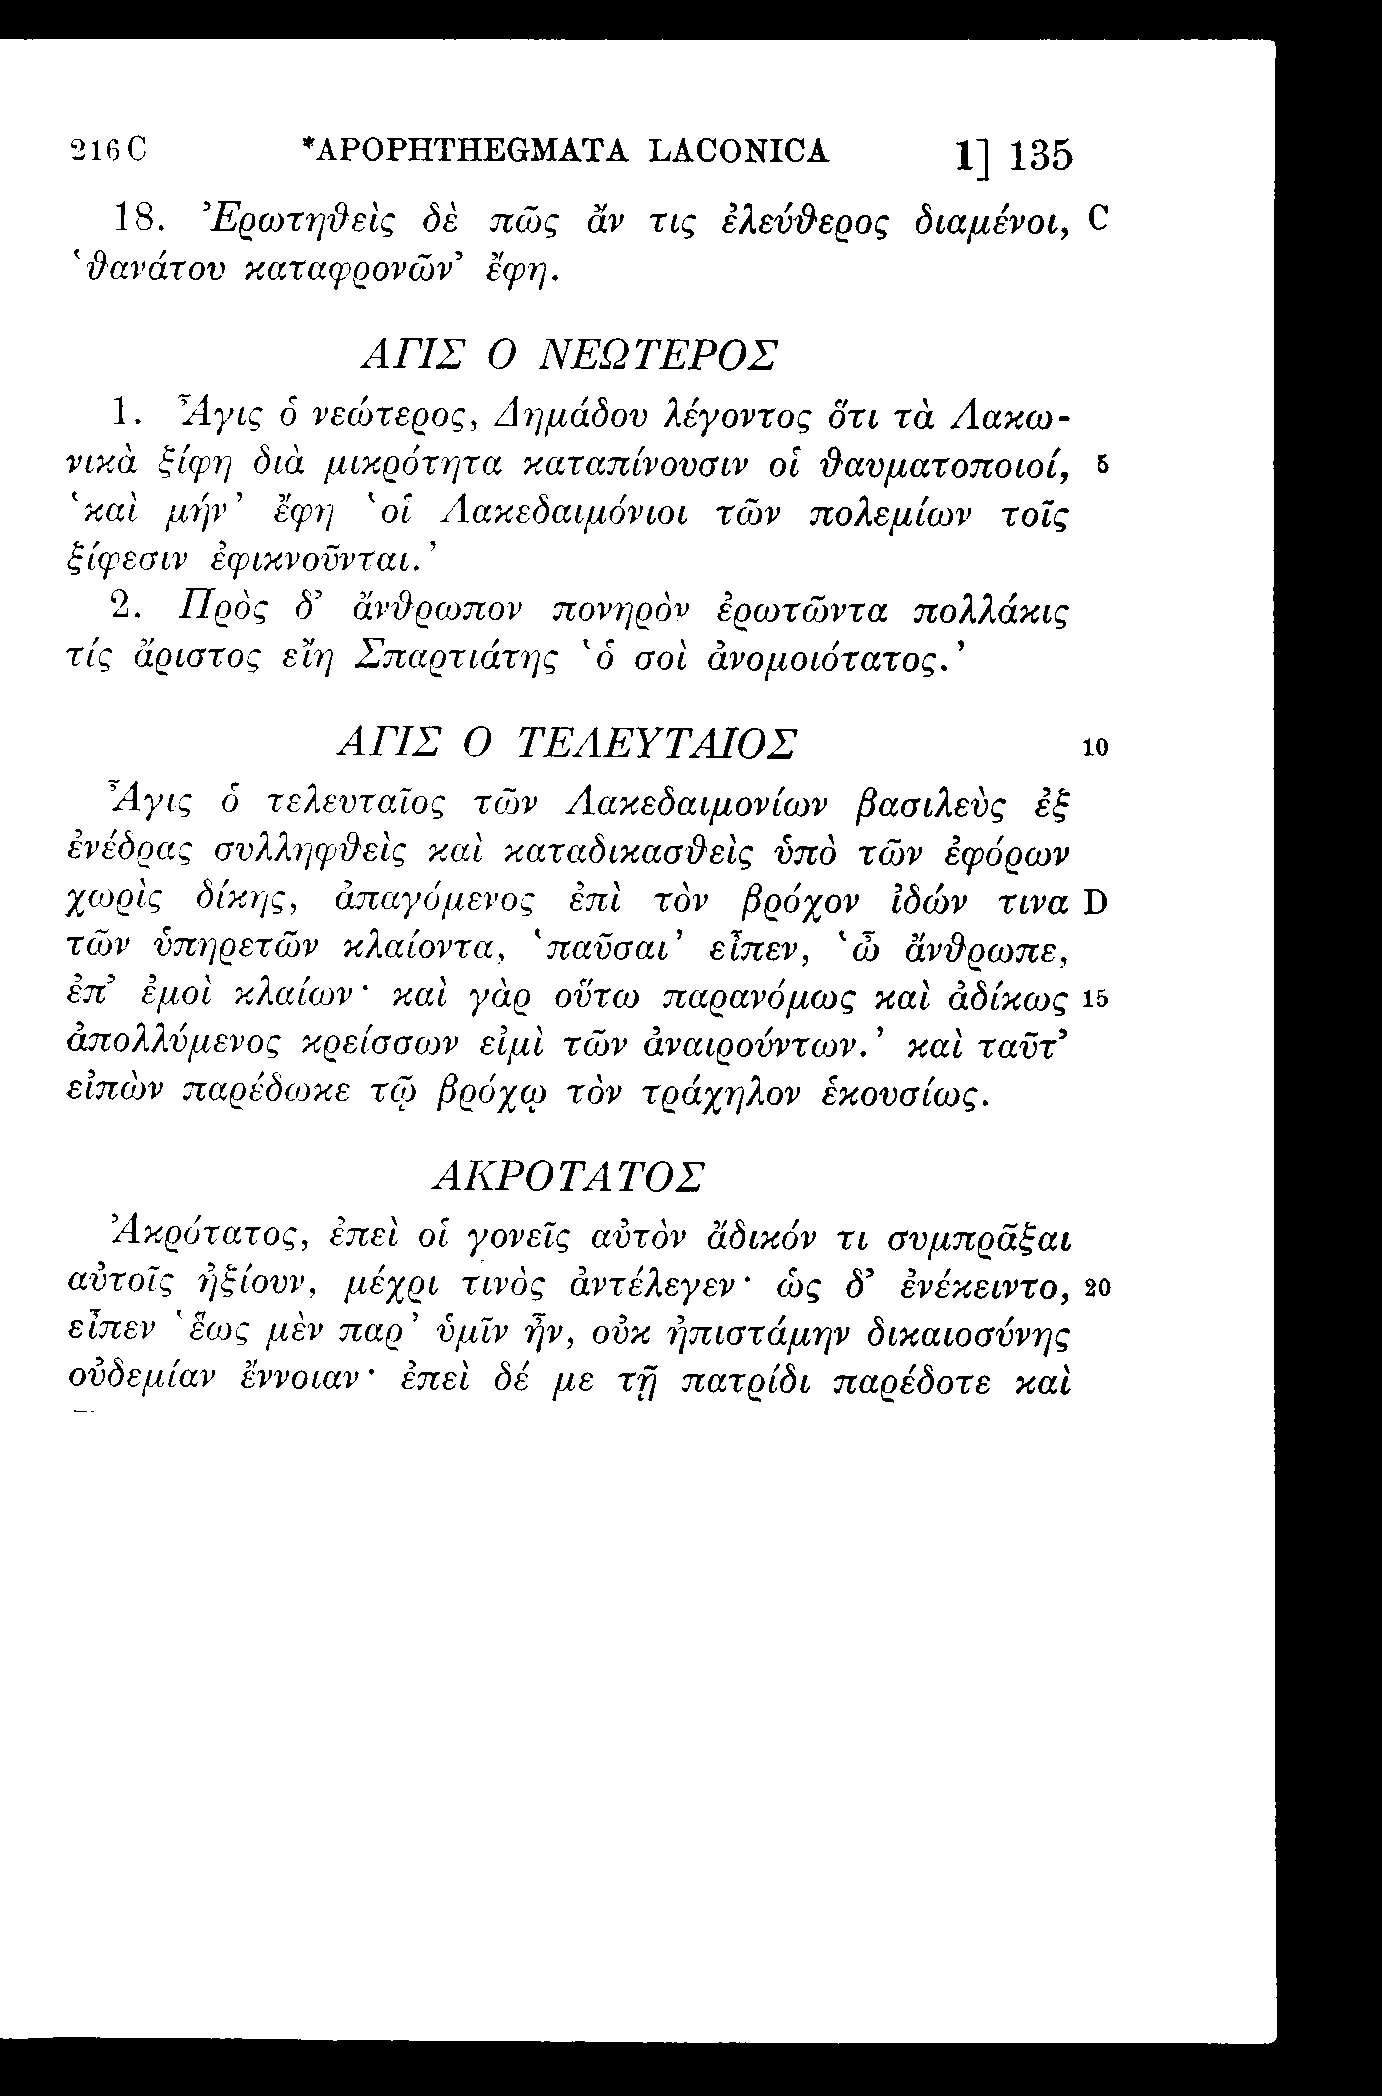 216 C *APOPHTHEGMATA LACONICA 1] 135
18. Ἐρωτηϑεὶς δὲ πῶς ἄν τις ἐλεύϑερος διαμένοι, C
‘ϑανάτου καταφρονῶν’ ἔφη.
ΑΓΙΣ Ο ΝΕΩΤΕΡΟΣ
1. Ἆγις ὁ νεώτερος, Δημάδου λέγοντος ὅτι τὰ Λακω-
νικὰ ξίφη διὰ μικρότητα καταπίνουσιν οἱ ϑαυματοποιοί, 5
‘καὶ μήν’ ἔφη ‘οἱ Λακεδαιμόνιοι τῶν πολεμίων τοῖς
ξίφεσιν ἐφικνοῦνται.’
2. Πρὸς δ’ ἄνϑρωπον πονηρὸν ἐρωτῶντα πολλάκις
τίς ἄριστος εἴη Σπαρτιάτης ‘ὁ σοὶ ἀνομοιότατος.’
ΑΓΙΣ Ο ΤΕΛΕΥΤΑΙΟΣ 10
Ἆγις ὁ τελευταῖος τῶν Λακεδαιμονίων βασιλεὺς ἐξ
ἐνέδρας συλληφϑεὶς καὶ καταδικασϑεὶς ὑπὸ τῶν ἐφόρων
χωρὶς δίκης, ἀπαγόμενος ἐπὶ τὸν βρόχον ἰδών τινα D
τῶν ὑπηρετῶν κλαίοντα, ‘παῦσαι’ εἶπεν, ‘ὦ ἄνϑρωπε,
ἐπ’ ἐμοὶ κλαίων· καὶ γὰρ οὕτω παρανόμως καὶ ἀδίκως 15
ἀπολλύμενος κρείσσων εἰμὶ τῶν ἀναιρούντων.’ καὶ ταῦτ’
εἰπὼν παρέδωκε τῷ βρόχῳ τὸν τράχηλον ἑκουσίως.
ΑΚΡΟΤΑΤΟΣ
Ἀκρότατος, ἐπεὶ οἱ γονεῖς αὐτὸν ἄδικόν τι συμπρᾶξαι
αὐτοῖς ἠξίουν, μέχρι τινὸς ἀντέλεγεν· ὡς δ’ ἐνέκειντο, 20
εἶπεν ‘ἕως μὲν παρ’ ὑμῖν ἦν, οὐκ ἠπιστάμην δικαιοσύνης
οὐδεμίαν ἔννοιαν· ἐπεὶ δέ με τῇ πατρίδι παρέδοτε καὶ